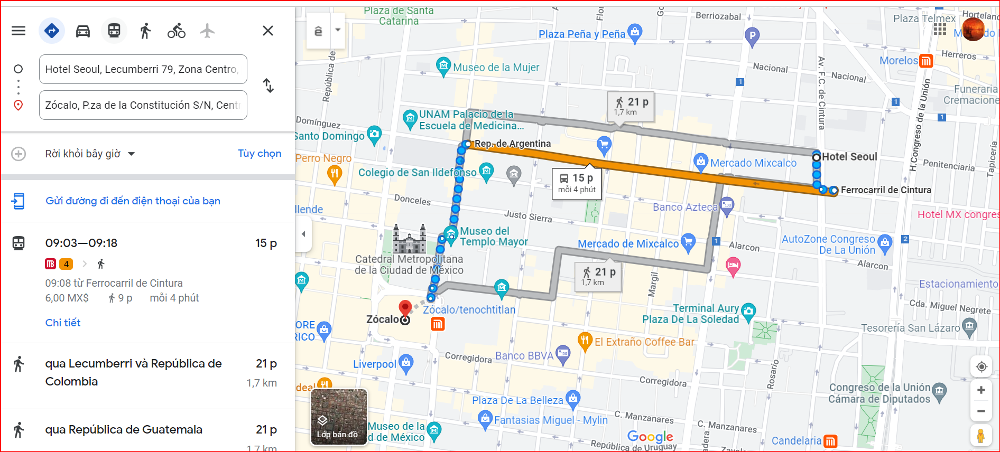 Hotel Seoul, Lecumberri 79, Zona Centro,
Zócalo, P.za de la Constitución S/N, Centr
Rời khỏi bây giờ
Tùy chọn
Gửi đường đi đến điện thoại của bạn
09:03—09:18
15 p
MB 4
09:08 từ Ferrocarril de Cintura
6,00 MX$ 9 p mỗi 4 phút
Chi tiết
qua Lecumberri và República de
Colombia
21 p
1,7 km
qua República de Guatemala
21 p
1,7 km
ê
Plaza de Santa
Catarina
República de
Berriozabal
Plaza Telmex
Plaza Peña y Peña
P
Morelos
Herreros
Museo de la Mujer
Nacional
Nacional
1
Av. F.C. de Cintura
H.Congreso de la Unión
Funeraria
Cremacione
1
1
21 p
1,7 km
Domínguez
UNAM Palacio de la
Escuela de Medicina...
Santo Domingo
Rep. de Argentina
Hotel Seoul
Perro Negro
Mercado Mixcalco
Penitenciaria
Tapicería
Colegio de San Ildefonso
15 p
mỗi 4 phút
Ferrocarril de Cintura
Donceles
llende
Justo Sierra
Banco Azteca
Hotel MX congres
Museo del
Templo Mayor
Mercado de Mixcalco
1
Alarcon
AutoZone Congreso
De La Unión
2
Alarcon
Catedral Metropolitana
de la Ciudad de México
21 p
1,7 km
Margil
Estacionamiento
Zócalo
Zócalo/tenochtitlan
Terminal Aury
Plaza De La Soledad
Cda. Miguel Negrete
Tesorería San Lázaro
ORE
RICO
El Extraño Coffee Bar
Corregidora
Banco BBVA
Liverpool
Rosario
Corregidora
deal
Congreso de la Unión
Cámara de Diputados
Plaza De La Belleza
C. Manzanares
Fantasias Miguel - Mylin
C. Manzanares
Museo de la
d de México
Lớp bản đồ
Google
República de Uruguay
Candelaria